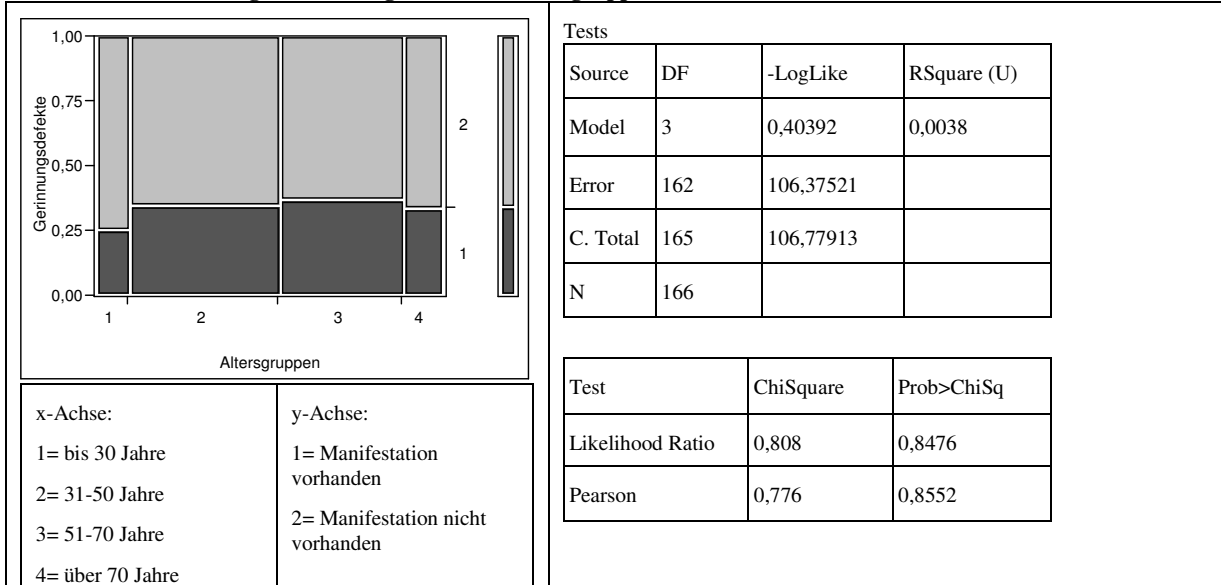 1,00
0,75
0,50
0,25
0,00
Gerinnungsdefekte
2
1
1 2 3 4
Altersgruppen
x-Achse:
1= bis 30 Jahre
2= 31-50 Jahre
3= 51-70 Jahre
4= über 70 Jahre
y-Achse:
1= Manifestation
vorhanden
2= Manifestation nicht
vorhanden
Tests
Source DF -LogLike RSquare (U)
Model 3 0,40392 0,0038
Error 162 106,37521
C. Total 165 106,77913
N 166
Test ChiSquare Prob>ChiSq
Likelihood Ratio 0,808 0,8476
Pearson 0,776 0,8552